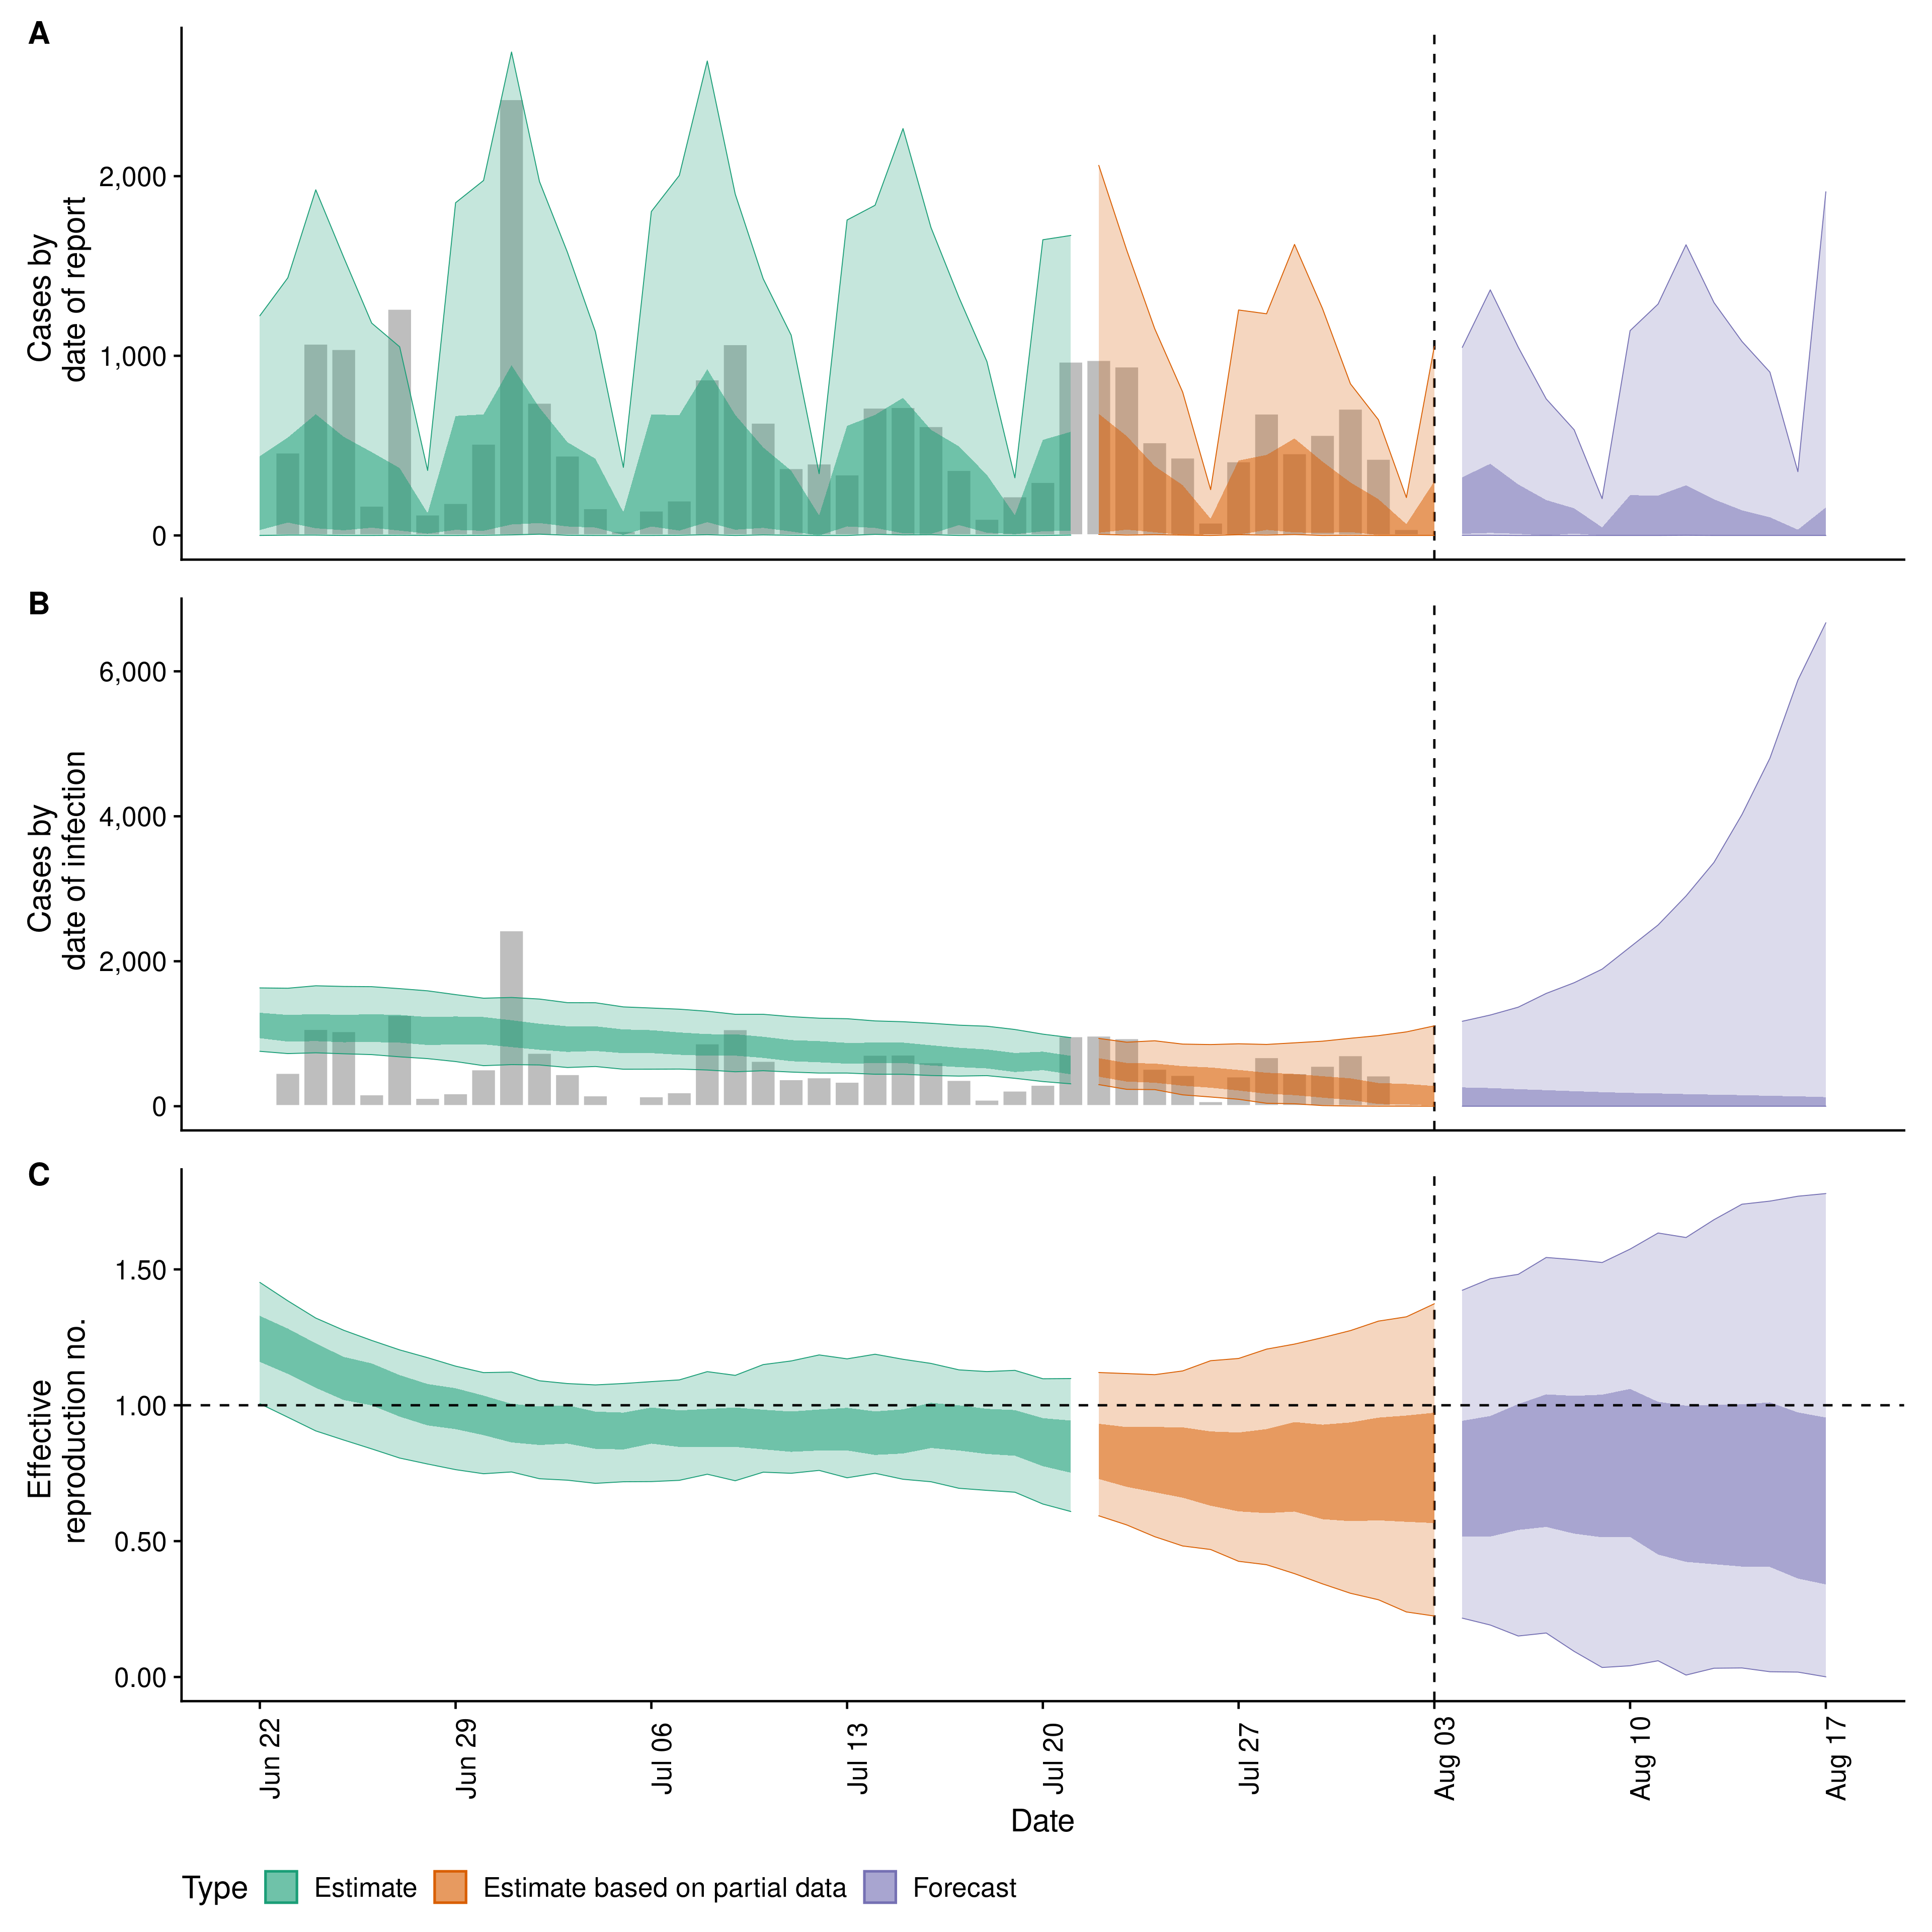 A
Cases by
date of report
2,000
1,000
0
B
Cases by
date of infection
6,000
4,000
2,000
0
C
Effective
reproduction no.
1.50
1.00
0.50
0.00
Jun 22
Jun 29
Jul 06
Jul 13
Jul 20
Jul 27
Aug 03
Aug 10
Aug 17
Date
Type Estimate Estimate based on partial data Forecast